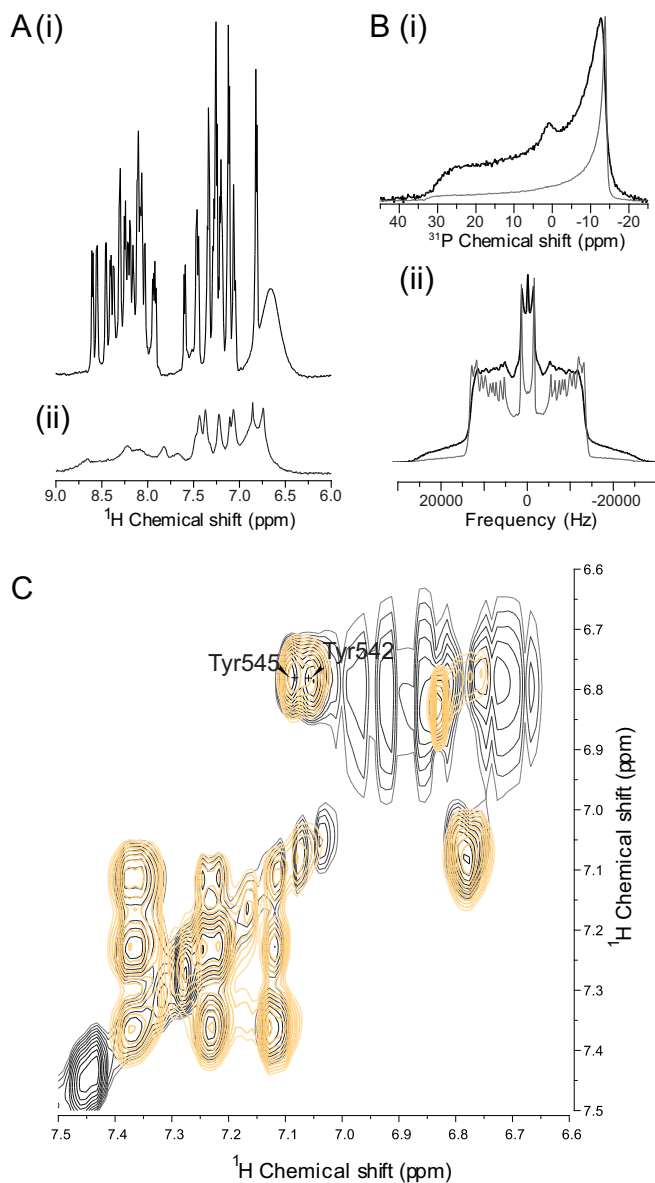 A (i)
(ii)
9.0 8.5 8.0 7.5 7.0 6.5 6.0
¹H Chemical shift (ppm)
B (i)
40 30 20 10 0 -10 -20
³¹P Chemical shift (ppm)
(ii)
20000 0 -20000
Frequency (Hz)
C
Tyr545 Tyr542
6.6
6.7
6.8
6.9
7.0
7.1
7.2
7.3
7.4
7.5
¹H Chemical shift (ppm)
7.5 7.4 7.3 7.2 7.1 7.0 6.9 6.8 6.7 6.6
¹H Chemical shift (ppm)